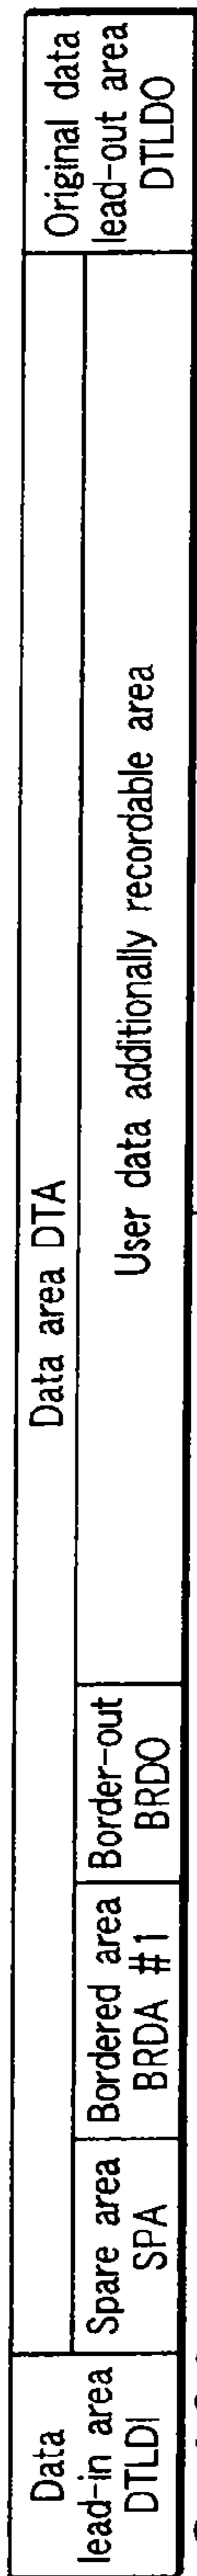 Data
lead-in area
DTLDI
Data area DTA
Spare area
SPA
Bordered area
BRDA #1
Border-out
BRDO
User data additionally recordable area
Original data
lead-out area
DTLDO